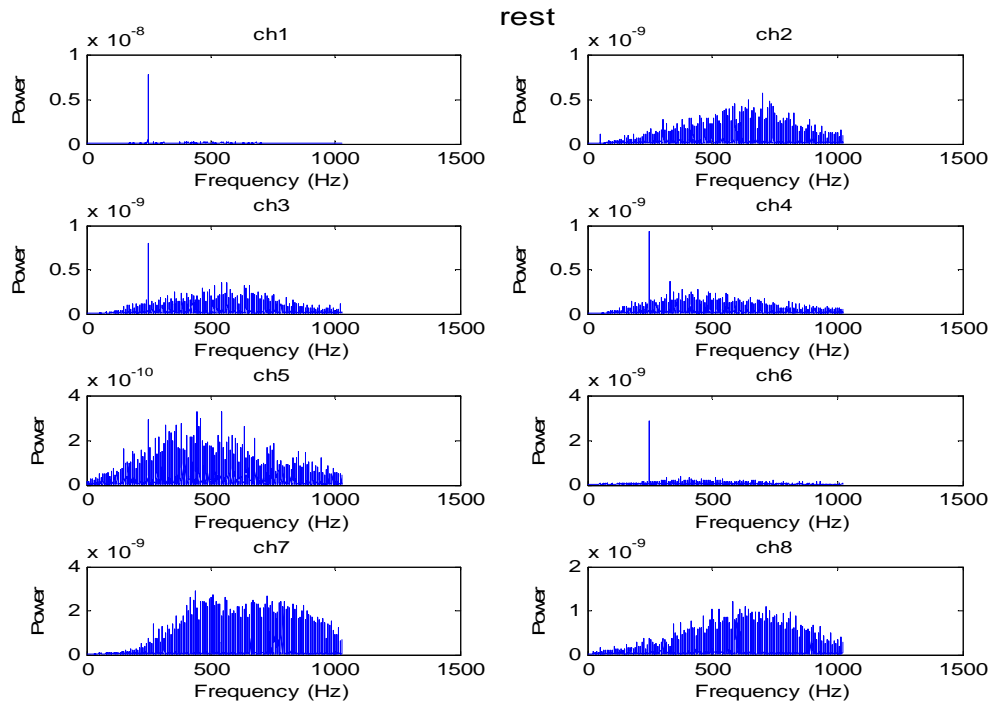 rest
x 10^-8
ch1
Power
1
0.5
0
0 500 1000 1500
Frequency (Hz)
x 10^-9
ch2
Power
1
0.5
0
0 500 1000 1500
Frequency (Hz)
x 10^-9
ch3
Power
1
0.5
0
0 500 1000 1500
Frequency (Hz)
x 10^-9
ch4
Power
1
0.5
0
0 500 1000 1500
Frequency (Hz)
x 10^-10
ch5
Power
4
2
0
0 500 1000 1500
Frequency (Hz)
x 10^-9
ch6
Power
4
2
0
0 500 1000 1500
Frequency (Hz)
x 10^-9
ch7
Power
4
2
0
0 500 1000 1500
Frequency (Hz)
x 10^-9
ch8
Power
2
1
0
0 500 1000 1500
Frequency (Hz)